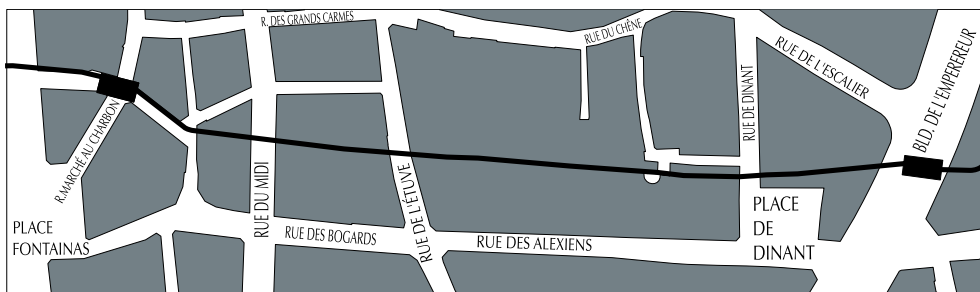 R. DES GRANDS CARMES
RUE DU CHÊNE
RUE DE L'ESCALIER
BLD. DE L'EMPEREREUR
RUE DE DINANT
R.MARCHÉ AU CHARBON
RUE DU MIDI
RUE DE L'ÉTUVE
PLACE
FONTAINAS
RUE DES BOGARDS
RUE DES ALEXIENS
PLACE
DE
DINANT